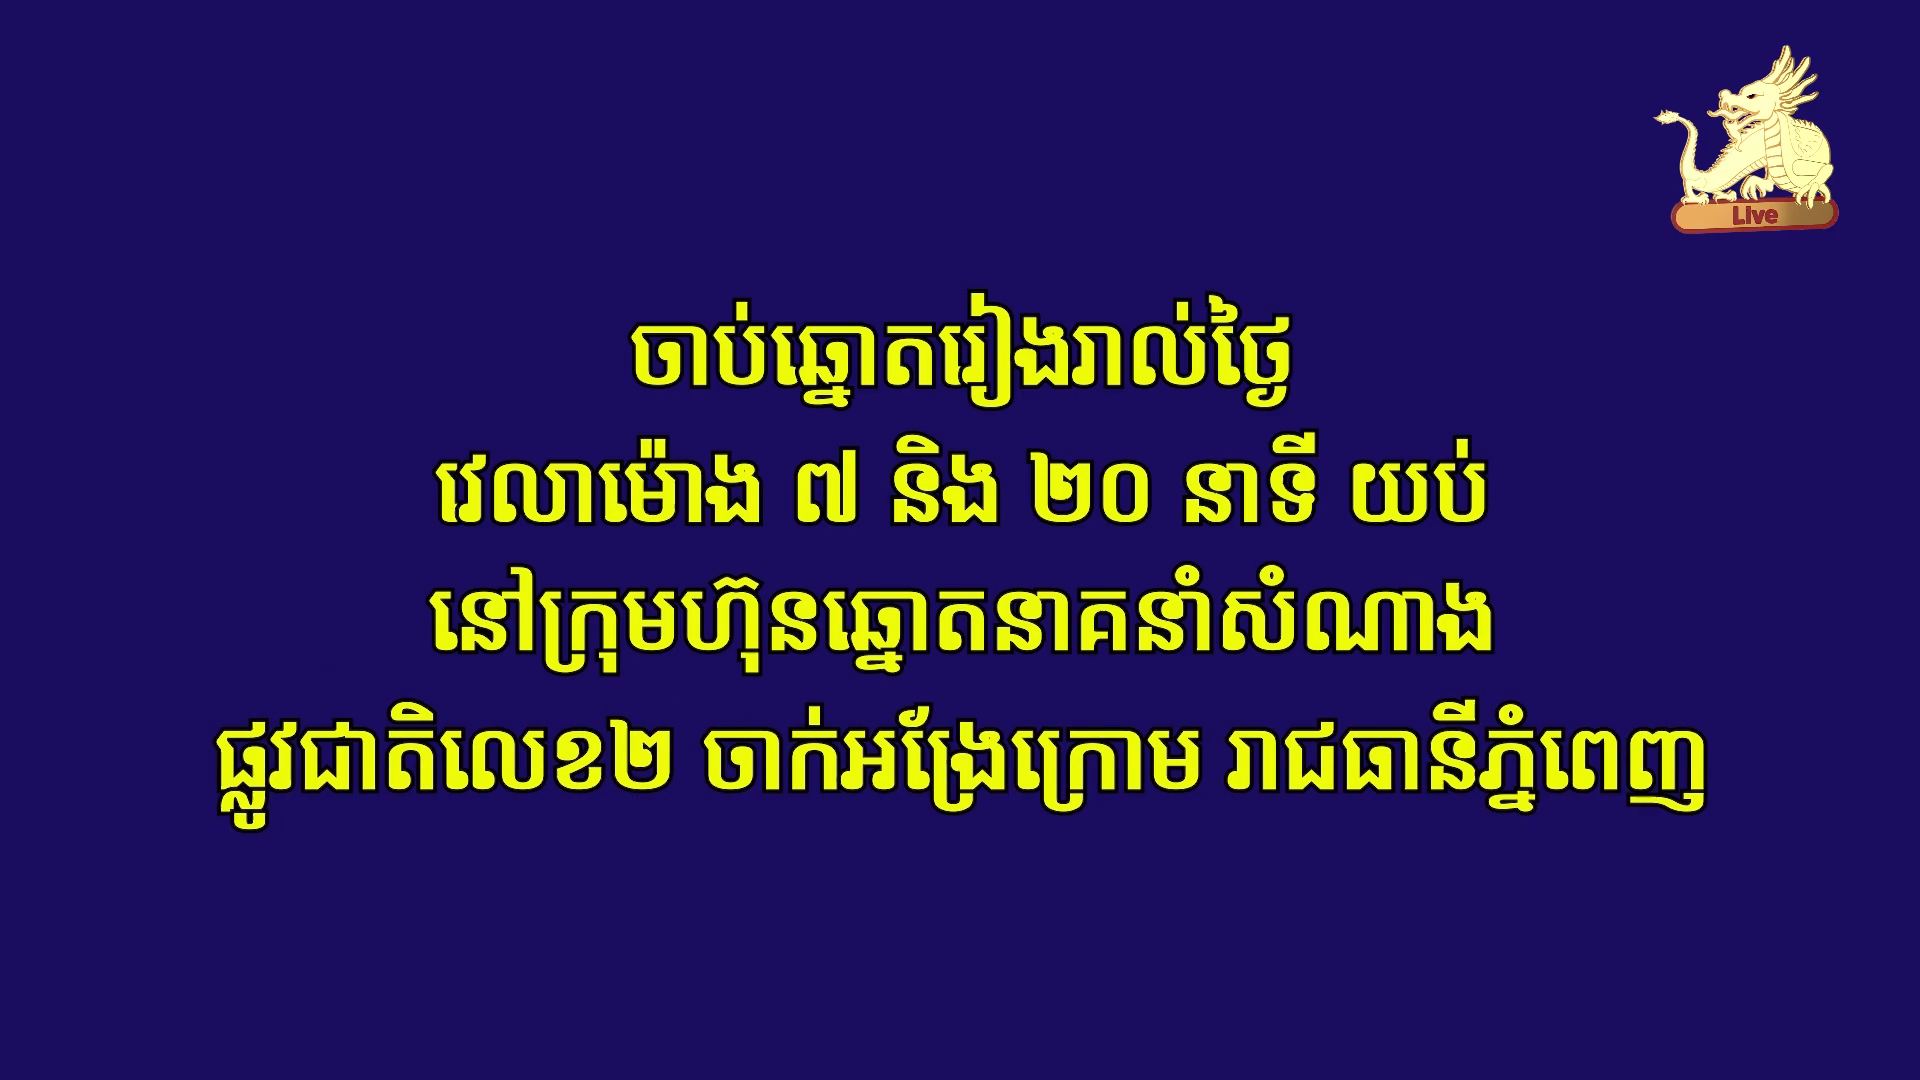 Live
ចាប់ឆ្នោតរៀងរាល់ថ្ងៃ
វេលាម៉ោង ៧ និង ២០ នាទី យប់
នៅក្រុមហ៊ុនឆ្នោតនាគនាំសំណាង
ផ្លូវជាតិលេខ២ ចាក់អង្រែក្រោម រាជធានីភ្នំពេញ